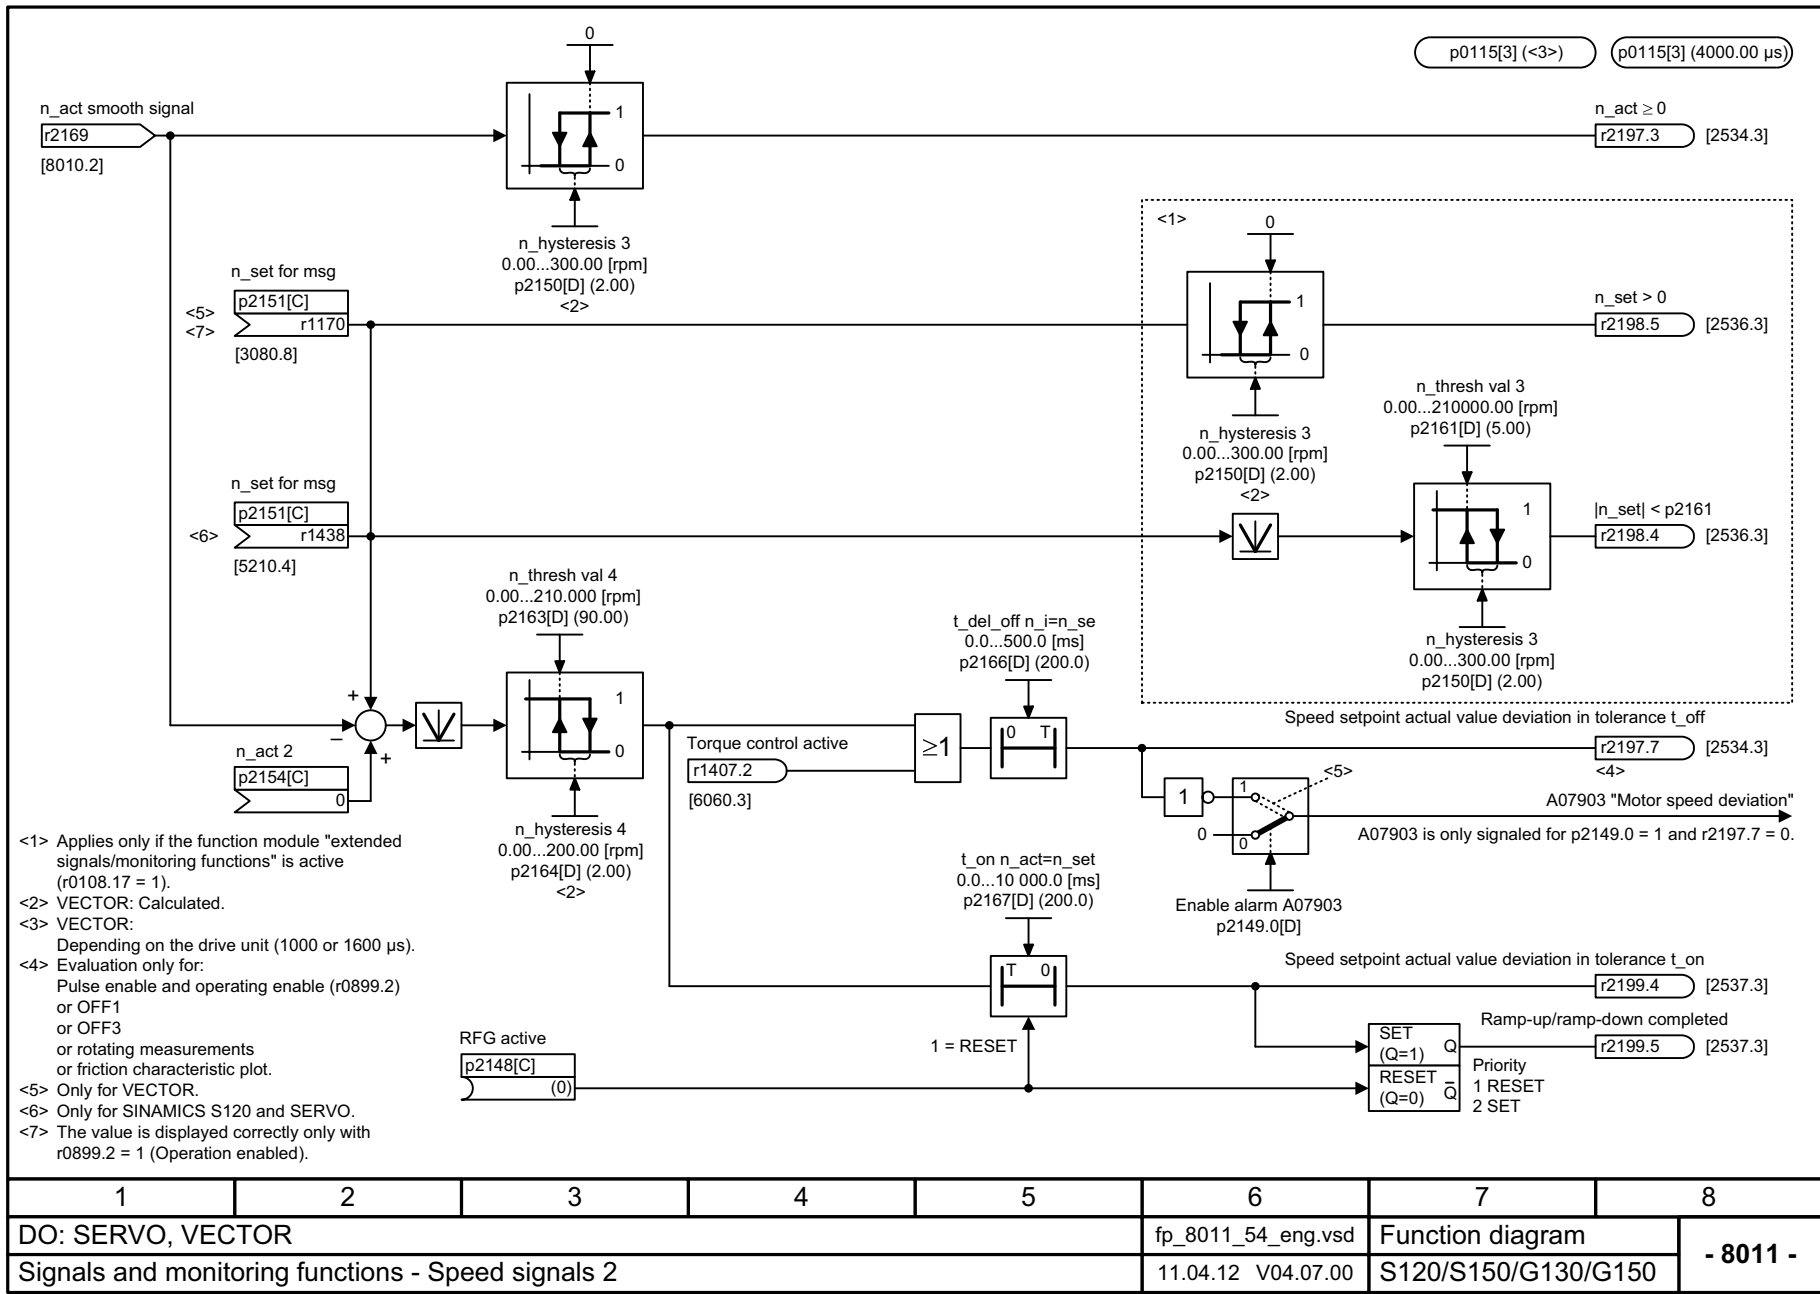 p0115[3] (<3>)
p0115[3] (4000.00 µs)
0
n_act smooth signal
r2169
[8010.2]
1
0
n_act ≥ 0
r2197.3
[2534.3]
n_hysteresis 3
0.00...300.00 [rpm]
p2150[D] (2.00)
<2>
<1>
0
n_set for msg
p2151[C]
<5>
<7>
r1170
[3080.8]
1
0
n_set > 0
r2198.5
[2536.3]
n_hysteresis 3
0.00...300.00 [rpm]
p2150[D] (2.00)
<2>
n_thresh val 3
0.00...210000.00 [rpm]
p2161[D] (5.00)
n_set for msg
p2151[C]
<6>
r1438
[5210.4]
1
0
|n_set| < p2161
r2198.4
[2536.3]
n_hysteresis 3
0.00...300.00 [rpm]
p2150[D] (2.00)
n_thresh val 4
0.00...210.000 [rpm]
p2163[D] (90.00)
+
–
+
1
0
n_act 2
p2154[C]
0
n_hysteresis 4
0.00...200.00 [rpm]
p2164[D] (2.00)
<2>
Torque control active
r1407.2
[6060.3]
≥1
t_del_off n_i=n_se
0.0...500.0 [ms]
p2166[D] (200.0)
0 T
Speed setpoint actual value deviation in tolerance t_off
r2197.7
[2534.3]
<4>
1
<5>
1
0
0
A07903 "Motor speed deviation"
A07903 is only signaled for p2149.0 = 1 and r2197.7 = 0.
Enable alarm A07903
p2149.0[D]
t_on n_act=n_set
0.0...10 000.0 [ms]
p2167[D] (200.0)
T 0
1 = RESET
Speed setpoint actual value deviation in tolerance t_on
r2199.4
[2537.3]
RFG active
p2148[C]
(0)
SET
(Q=1) Q
RESET
(Q=0) Q̅
Ramp-up/ramp-down completed
r2199.5
[2537.3]
Priority
1 RESET
2 SET
<1> Applies only if the function module "extended
signals/monitoring functions" is active
(r0108.17 = 1).
<2> VECTOR: Calculated.
<3> VECTOR:
Depending on the drive unit (1000 or 1600 µs).
<4> Evaluation only for:
Pulse enable and operating enable (r0899.2)
or OFF1
or OFF3
or rotating measurements
or friction characteristic plot.
<5> Only for VECTOR.
<6> Only for SINAMICS S120 and SERVO.
<7> The value is displayed correctly only with
r0899.2 = 1 (Operation enabled).
1 2 3 4 5 6 7 8
DO: SERVO, VECTOR
fp_8011_54_eng.vsd
Function diagram
- 8011 -
Signals and monitoring functions - Speed signals 2
11.04.12 V04.07.00
S120/S150/G130/G150